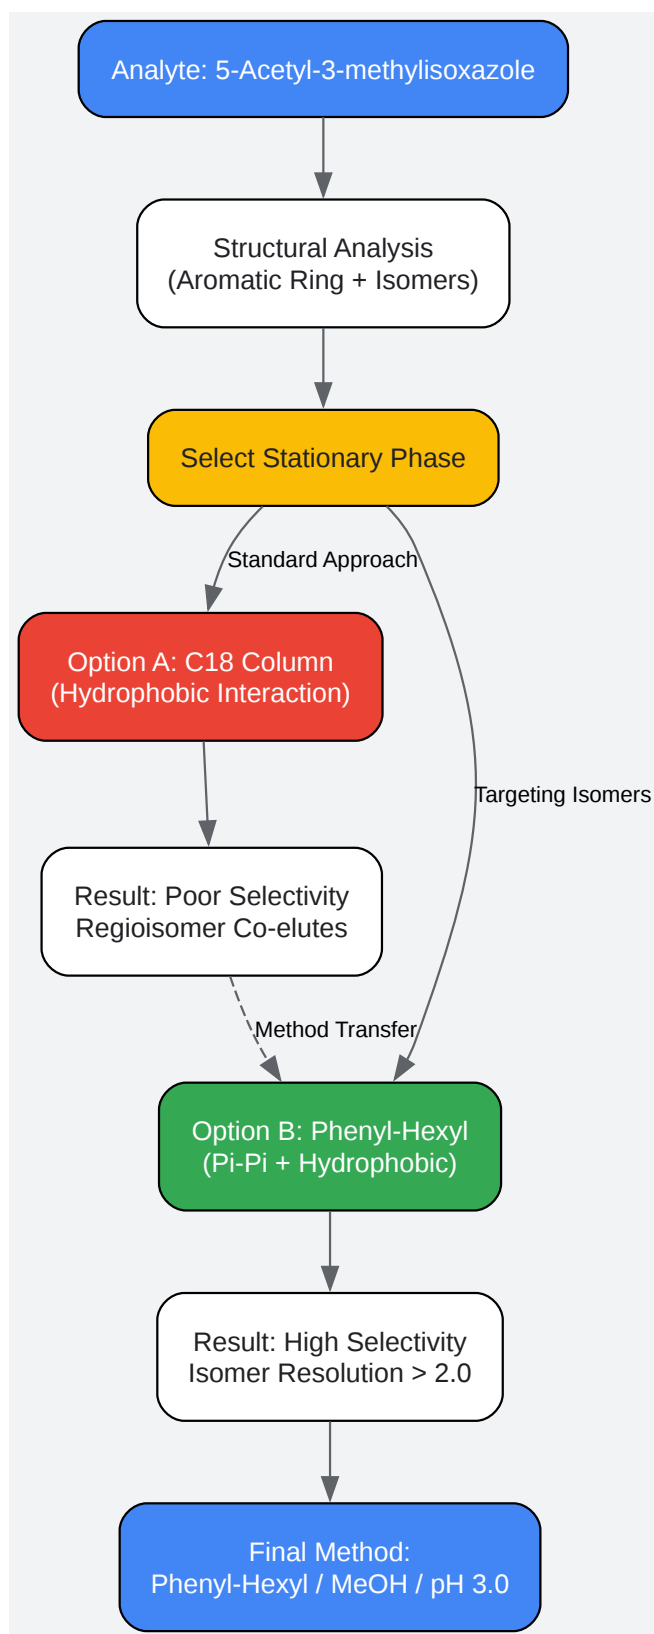 Analyte: 5-Acetyl-3-methylisoxazole
Structural Analysis
(Aromatic Ring + Isomers)
Select Stationary Phase
Standard Approach
Option A: C18 Column
(Hydrophobic Interaction)
Targeting Isomers
Result: Poor Selectivity
Regioisomer Co-elutes
Method Transfer
Option B: Phenyl-Hexyl
(Pi-Pi + Hydrophobic)
Result: High Selectivity
Isomer Resolution > 2.0
Final Method:
Phenyl-Hexyl / MeOH / pH 3.0